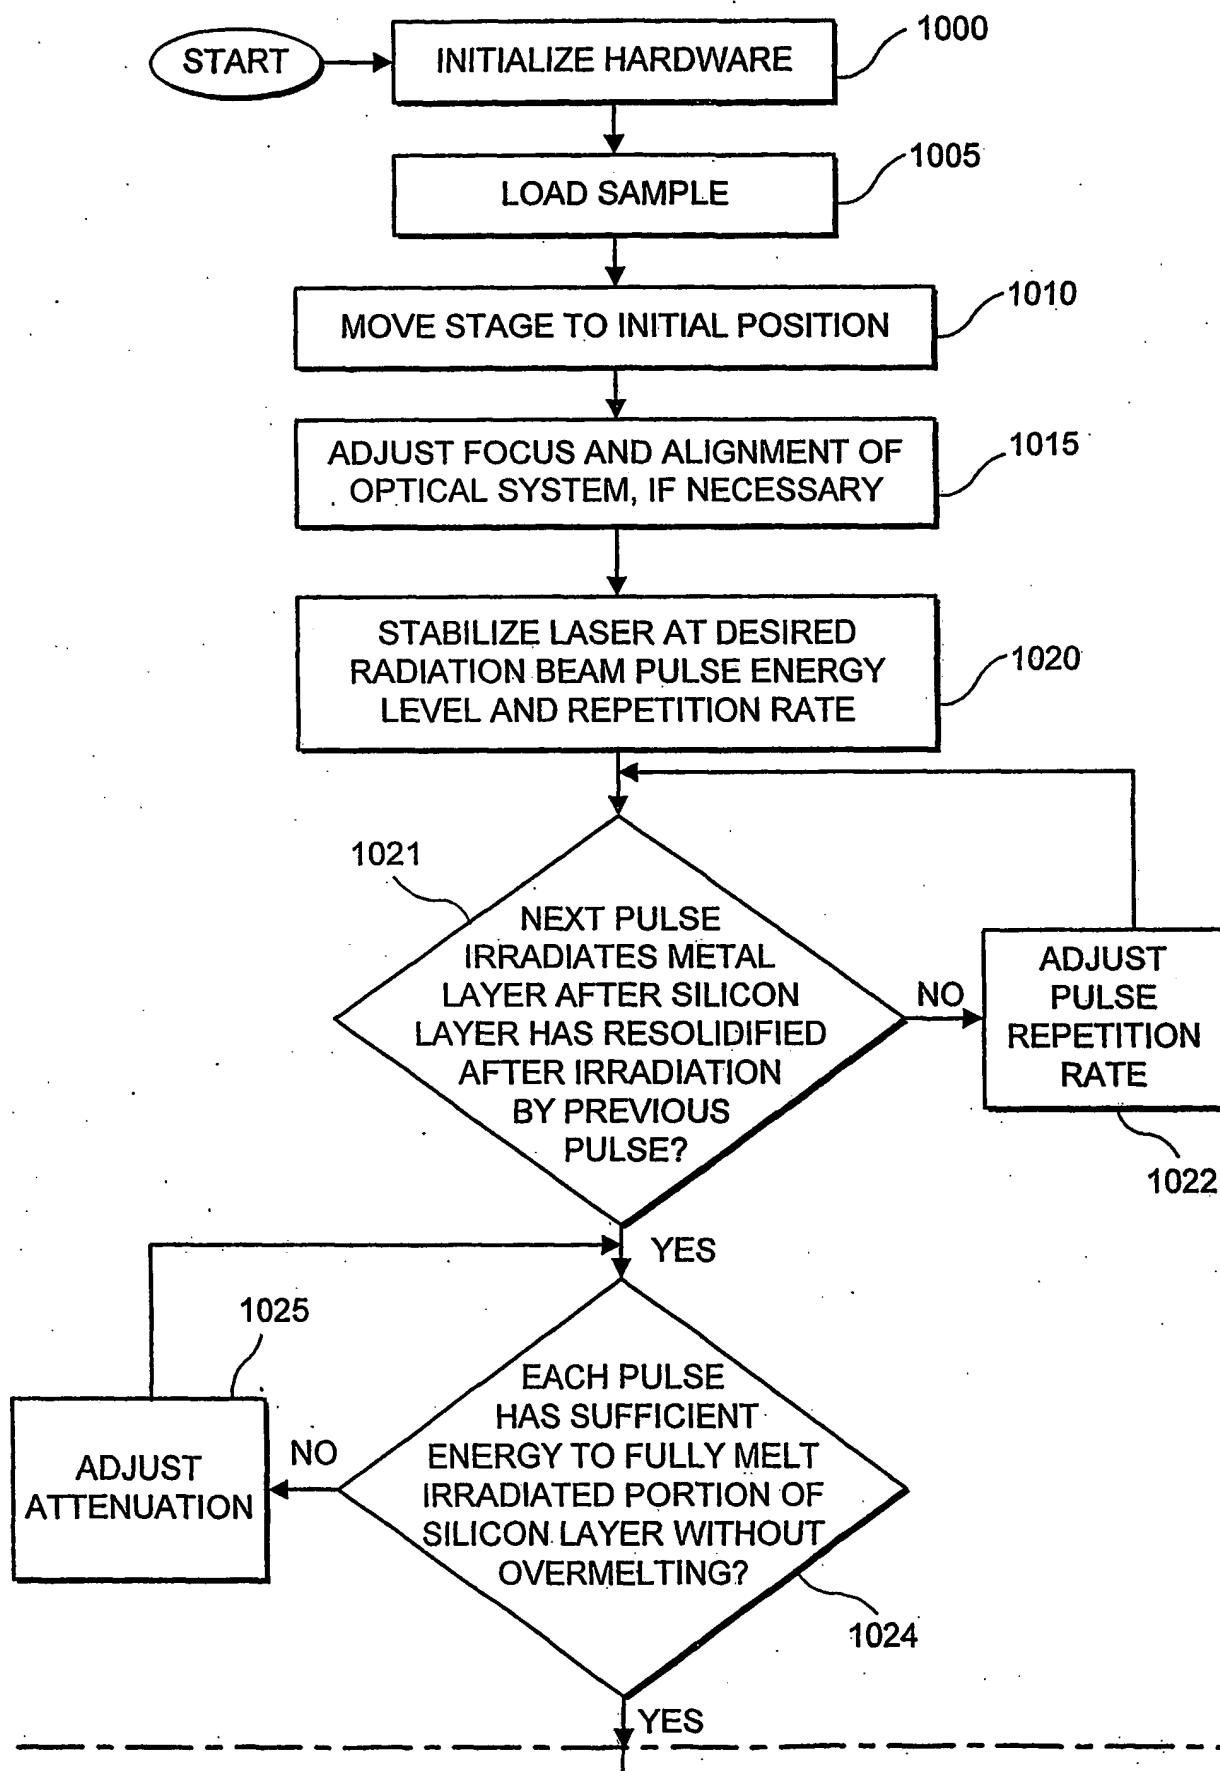 START
INITIALIZE HARDWARE
1000
LOAD SAMPLE
1005
MOVE STAGE TO INITIAL POSITION
1010
ADJUST FOCUS AND ALIGNMENT OF
OPTICAL SYSTEM, IF NECESSARY
1015
STABILIZE LASER AT DESIRED
RADIATION BEAM PULSE ENERGY
LEVEL AND REPETITION RATE
1020
1021
NEXT PULSE
IRRADIATES METAL
LAYER AFTER SILICON
LAYER HAS RESOLIDIFIED
AFTER IRRADIATION
BY PREVIOUS
PULSE?
NO
ADJUST
PULSE
REPETITION
RATE
1022
YES
1025
EACH PULSE
HAS SUFFICIENT
ENERGY TO FULLY MELT
IRRADIATED PORTION OF
SILICON LAYER WITHOUT
OVERMELTING?
NO
ADJUST
ATTENUATION
1024
YES